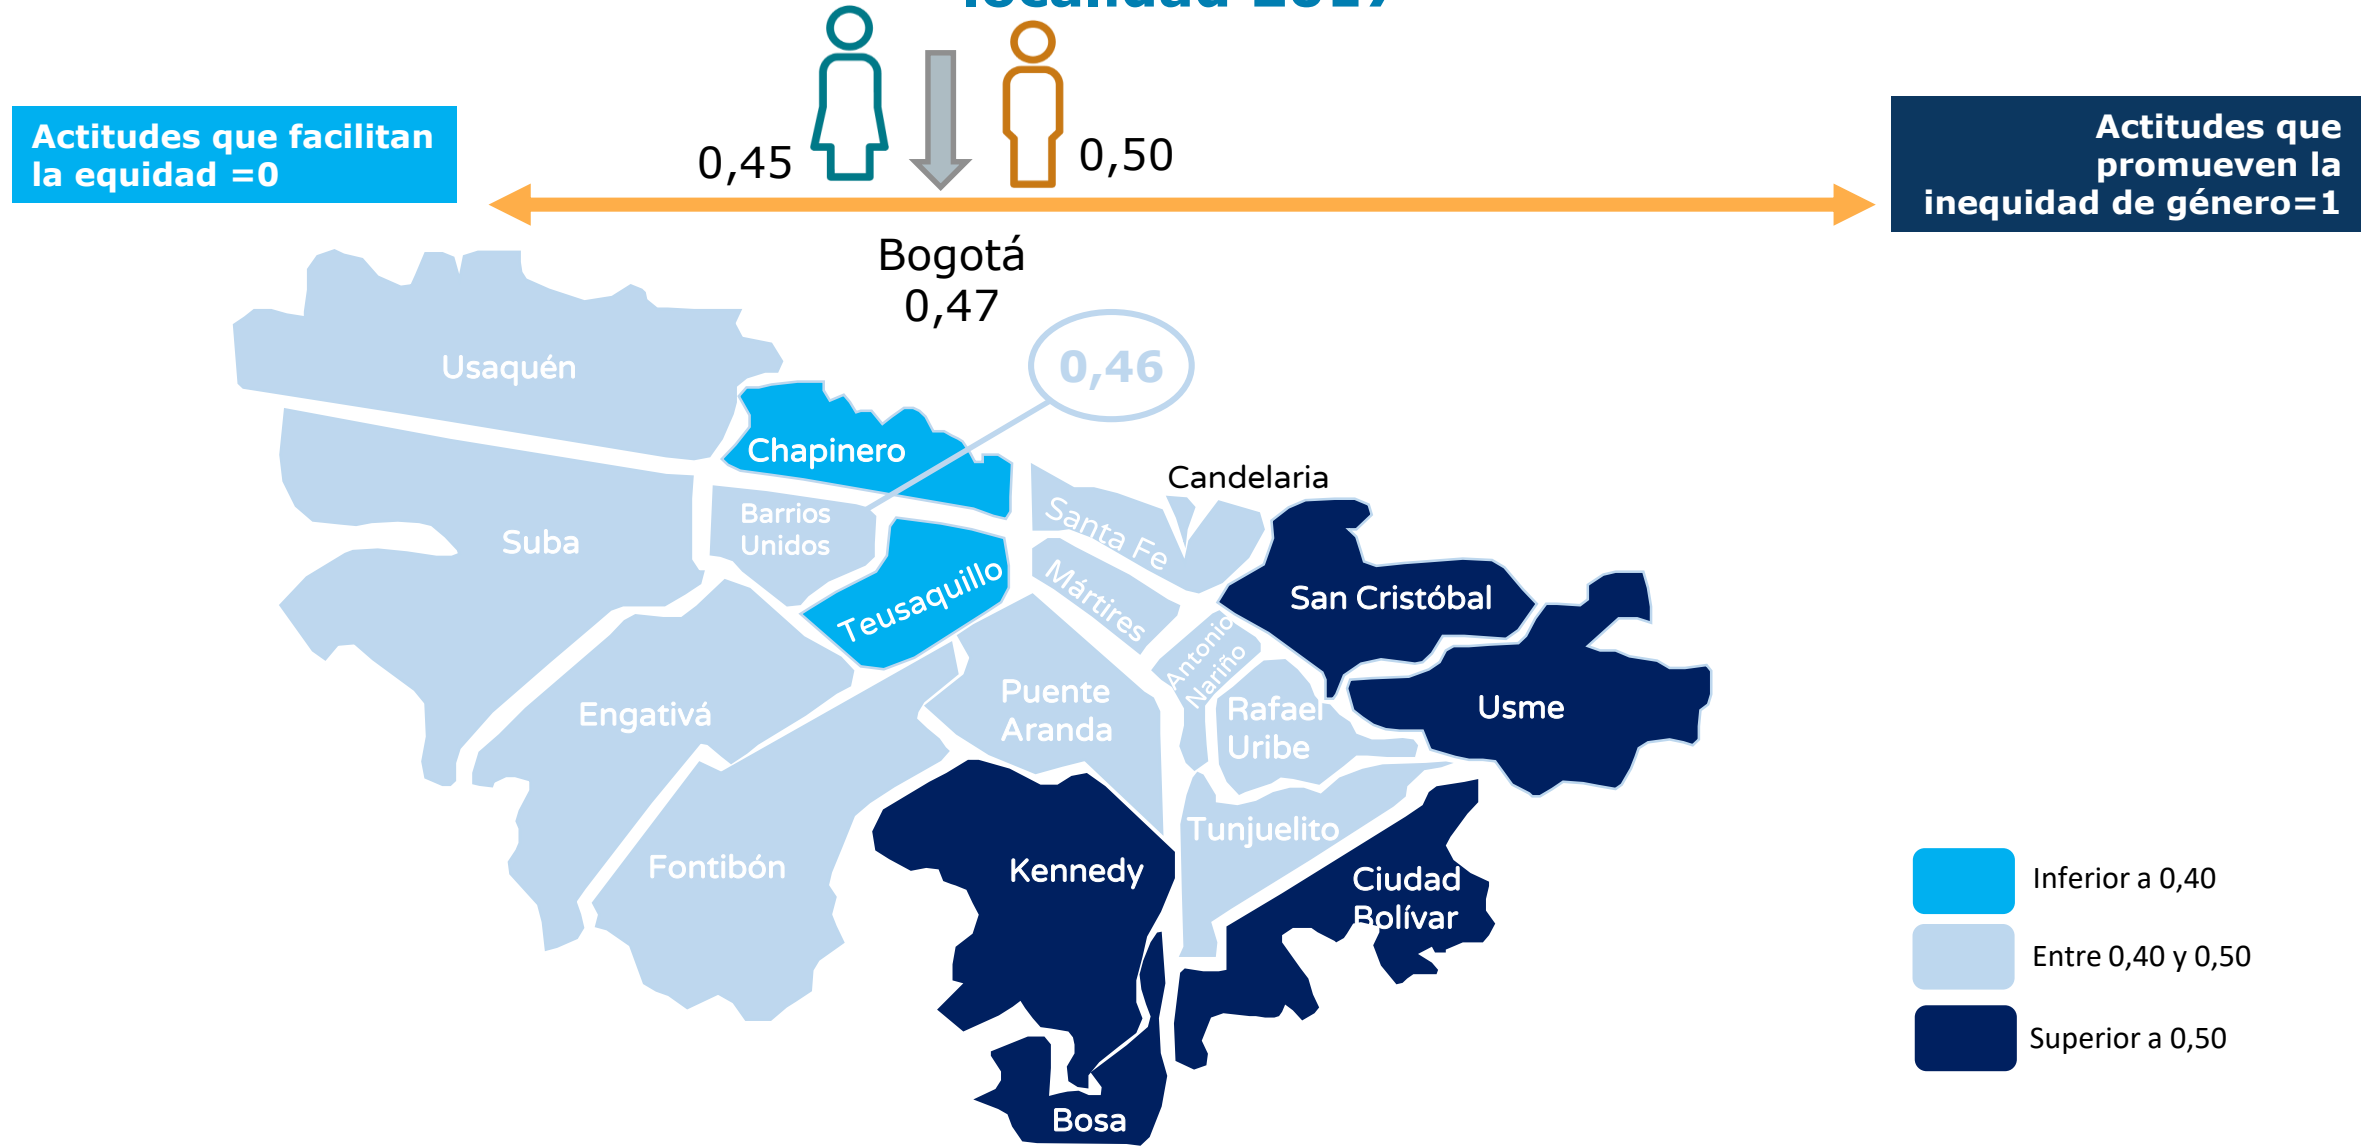 Actitudes que facilitan
la equidad =0
0,45
0,50
Actitudes que
promueven la
inequidad de género=1
Bogotá
0,47
0,46
Usaquén
Chapinero
Candelaria
Suba
Barrios
Unidos
Santa Fe
Teusaquillo
Mártires
San Cristóbal
Antonio
Nariño
Engativá
Puente
Aranda
Rafael
Uribe
Usme
Fontibón
Kennedy
Tunjuelito
Ciudad
Bolívar
Bosa
Inferior a 0,40
Entre 0,40 y 0,50
Superior a 0,50